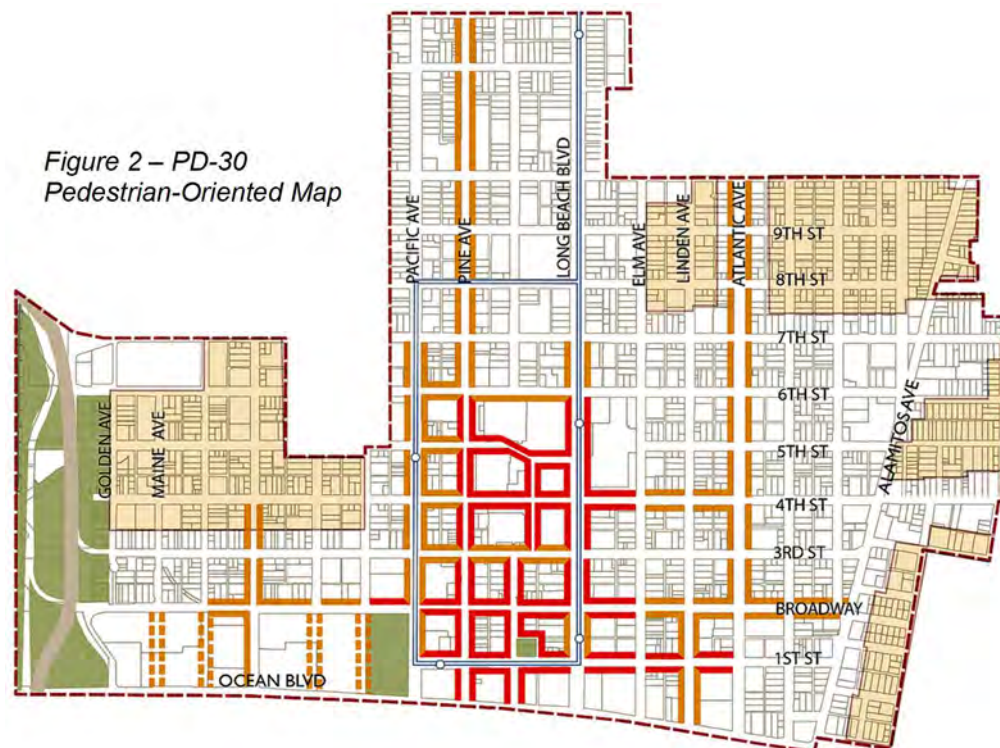 Figure 2 – PD-30
Pedestrian-Oriented Map
PACIFIC AVE
PINE AVE
LONG BEACH BLVD
ELM AVE
LINDEN AVE
ATLANTIC AVE
9TH ST
8TH ST
7TH ST
6TH ST
5TH ST
4TH ST
3RD ST
BROADWAY
1ST ST
ALAMITOS AVE
GOLDEN AVE
MAINE AVE
OCEAN BLVD